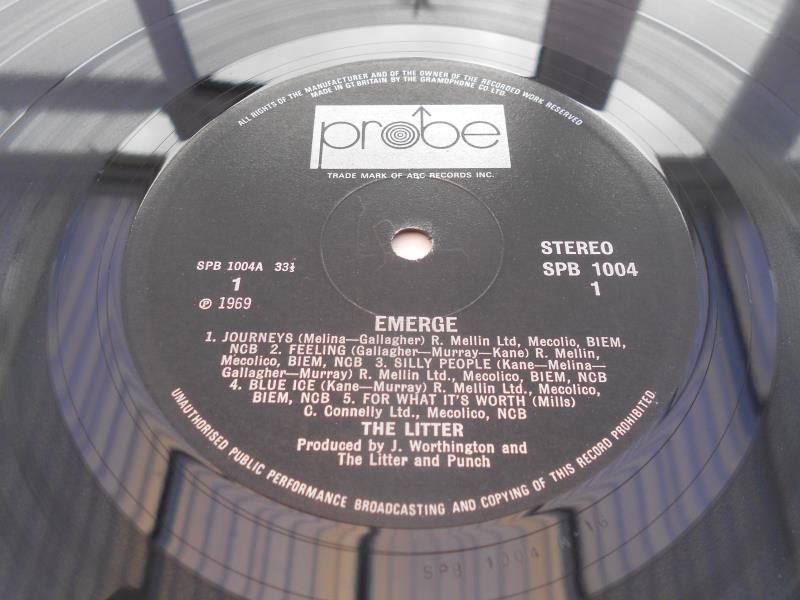 ALL RIGHTS OF THE MANUFACTURER AND OF THE OWNER OF THE RECORDED WORK RESERVED
MADE IN GT BRITAIN BY THE GRAMOPHONE CO. LTD.
probe
TRADE MARK OF ABC RECORDS INC.
SPB 1004A 33⅓
1
℗ 1969
STEREO
SPB 1004
1
EMERGE
1. JOURNEYS (Melina—Gallagher) R. Mellin Ltd, Mecolio, BIEM,
NCB 2. FEELING (Gallagher—Murray—Kane) R. Mellin,
Mecolico, BIEM, NCB 3. SILLY PEOPLE (Kane—Melina—
Gallagher—Murray) R. Mellin Ltd., Mecolico, BIEM, NCB
4. BLUE ICE (Kane—Murray) R. Mellin Ltd., Mecolico,
BIEM, NCB 5. FOR WHAT IT'S WORTH (Mills)
C. Connelly Ltd., Mecolico, NCB
THE LITTER
Produced by J. Worthington and
The Litter and Punch
UNAUTHORISED PUBLIC PERFORMANCE BROADCASTING AND COPYING OF THIS RECORD PROHIBITED.
SPB 1004